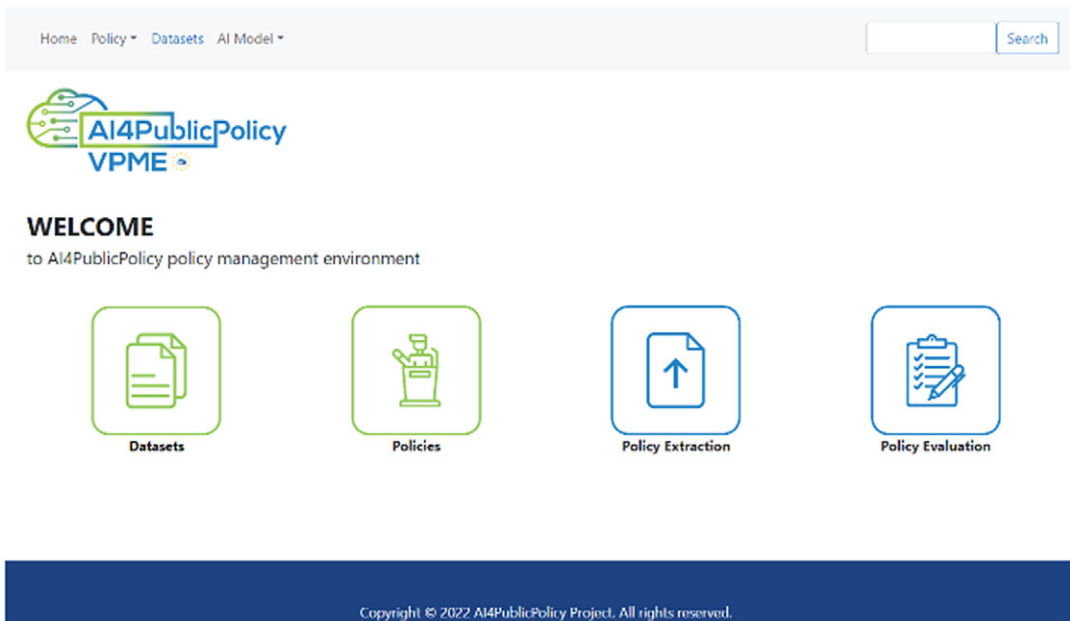 Home Policy Datasets AI Model
Search
AI4PublicPolicy
VPME
WELCOME
to AI4PublicPolicy policy management environment
Datasets Policies Policy Extraction Policy Evaluation
Copyright © 2022 AI4PublicPolicy Project. All rights reserved.